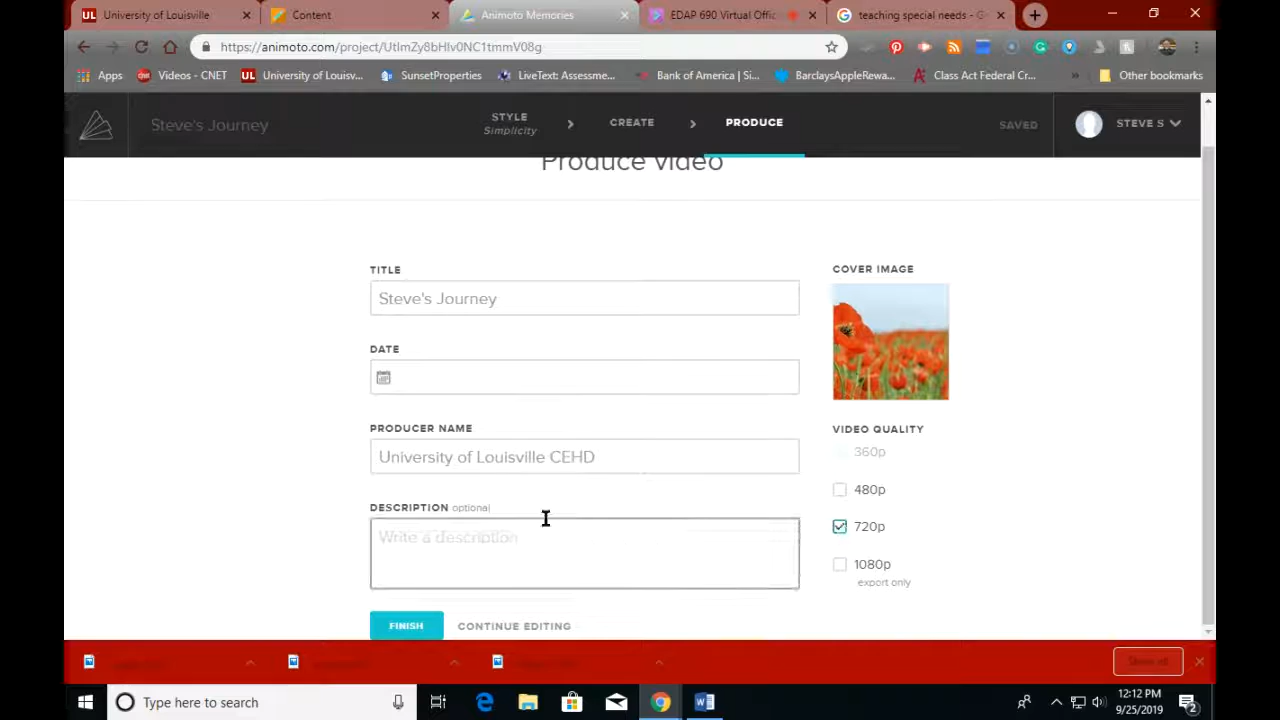 University of Louisville
Content
Animoto Memories
EDAP 690 Virtual Offic
teaching special needs - G
https://animoto.com/project/UtlmZy8bHlv0NC1tmmV08g
Apps
Videos - CNET
University of Louisv...
SunsetProperties
LiveText: Assessme...
Bank of America | Si...
BarclaysAppleRewa...
Class Act Federal Cr...
»
Other bookmarks
Steve's Journey
STYLE
Simplicity
CREATE
PRODUCE
SAVED
STEVE S
Produce video
TITLE
Steve's Journey
DATE
PRODUCER NAME
University of Louisville CEHD
DESCRIPTION optional
Write a description
FINISH
CONTINUE EDITING
COVER IMAGE
VIDEO QUALITY
360p
480p
720p
1080p
export only
Show all
Type here to search
12:12 PM
9/25/2019
2